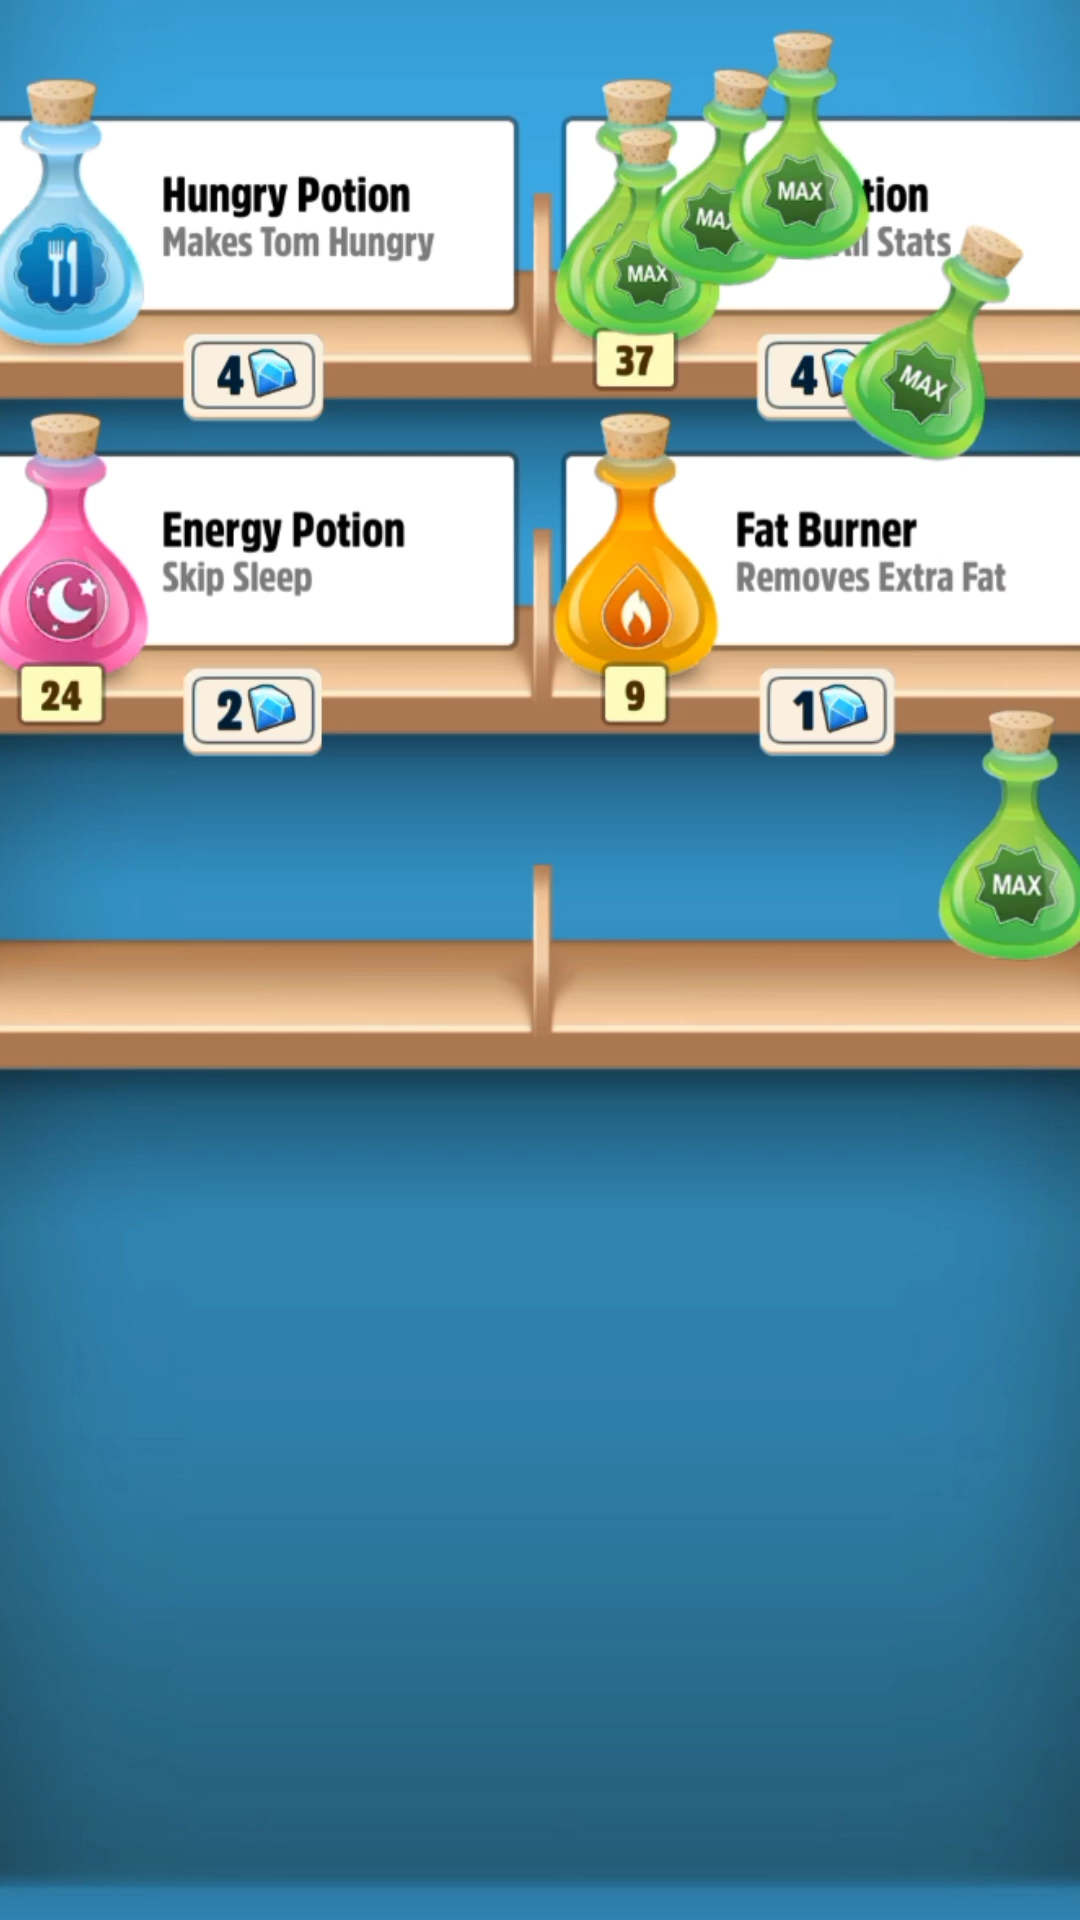 Hungry Potion
Makes Tom Hungry
4
MAX
MAX
MAX
tion
Stats
37
4
MAX
Energy Potion
Skip Sleep
24
2
Fat Burner
Removes Extra Fat
9
1
MAX